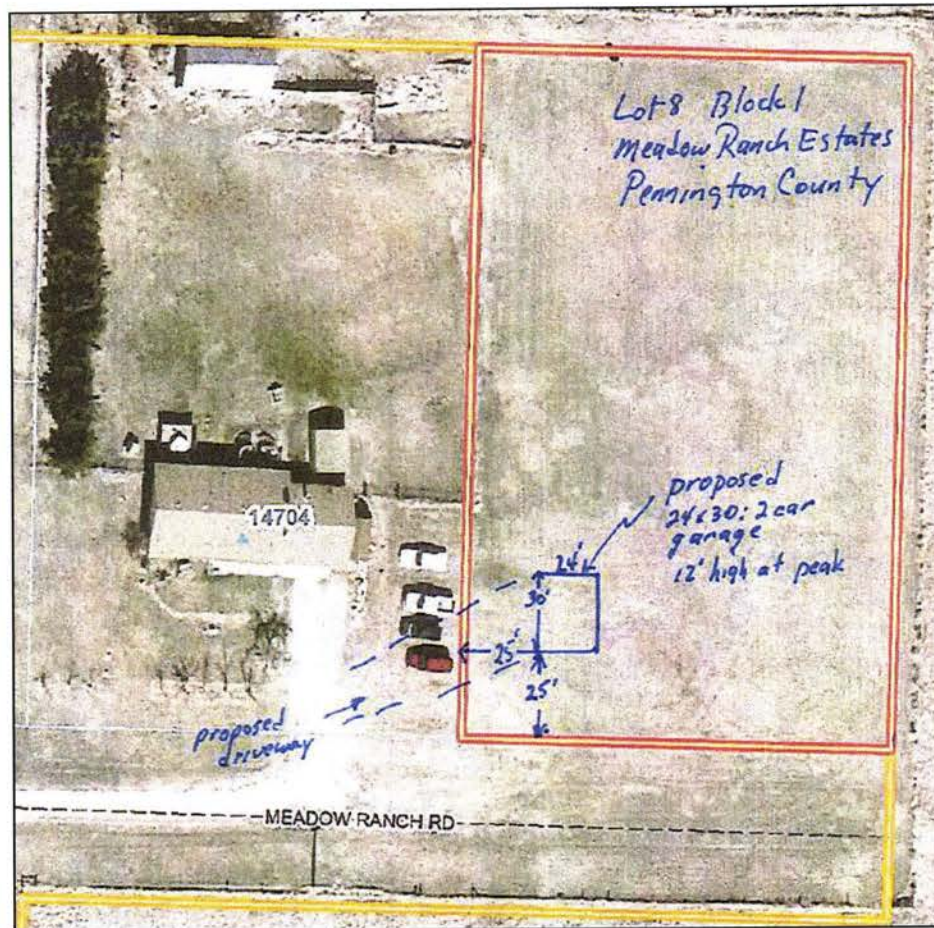 Lot 8 Block 1
Meadow Ranch Estates
Pennington County
14704
proposed
24x30: 2 car
garage
12' high at peak
24'
30'
25'
25'
proposed
driveway
MEADOW RANCH RD